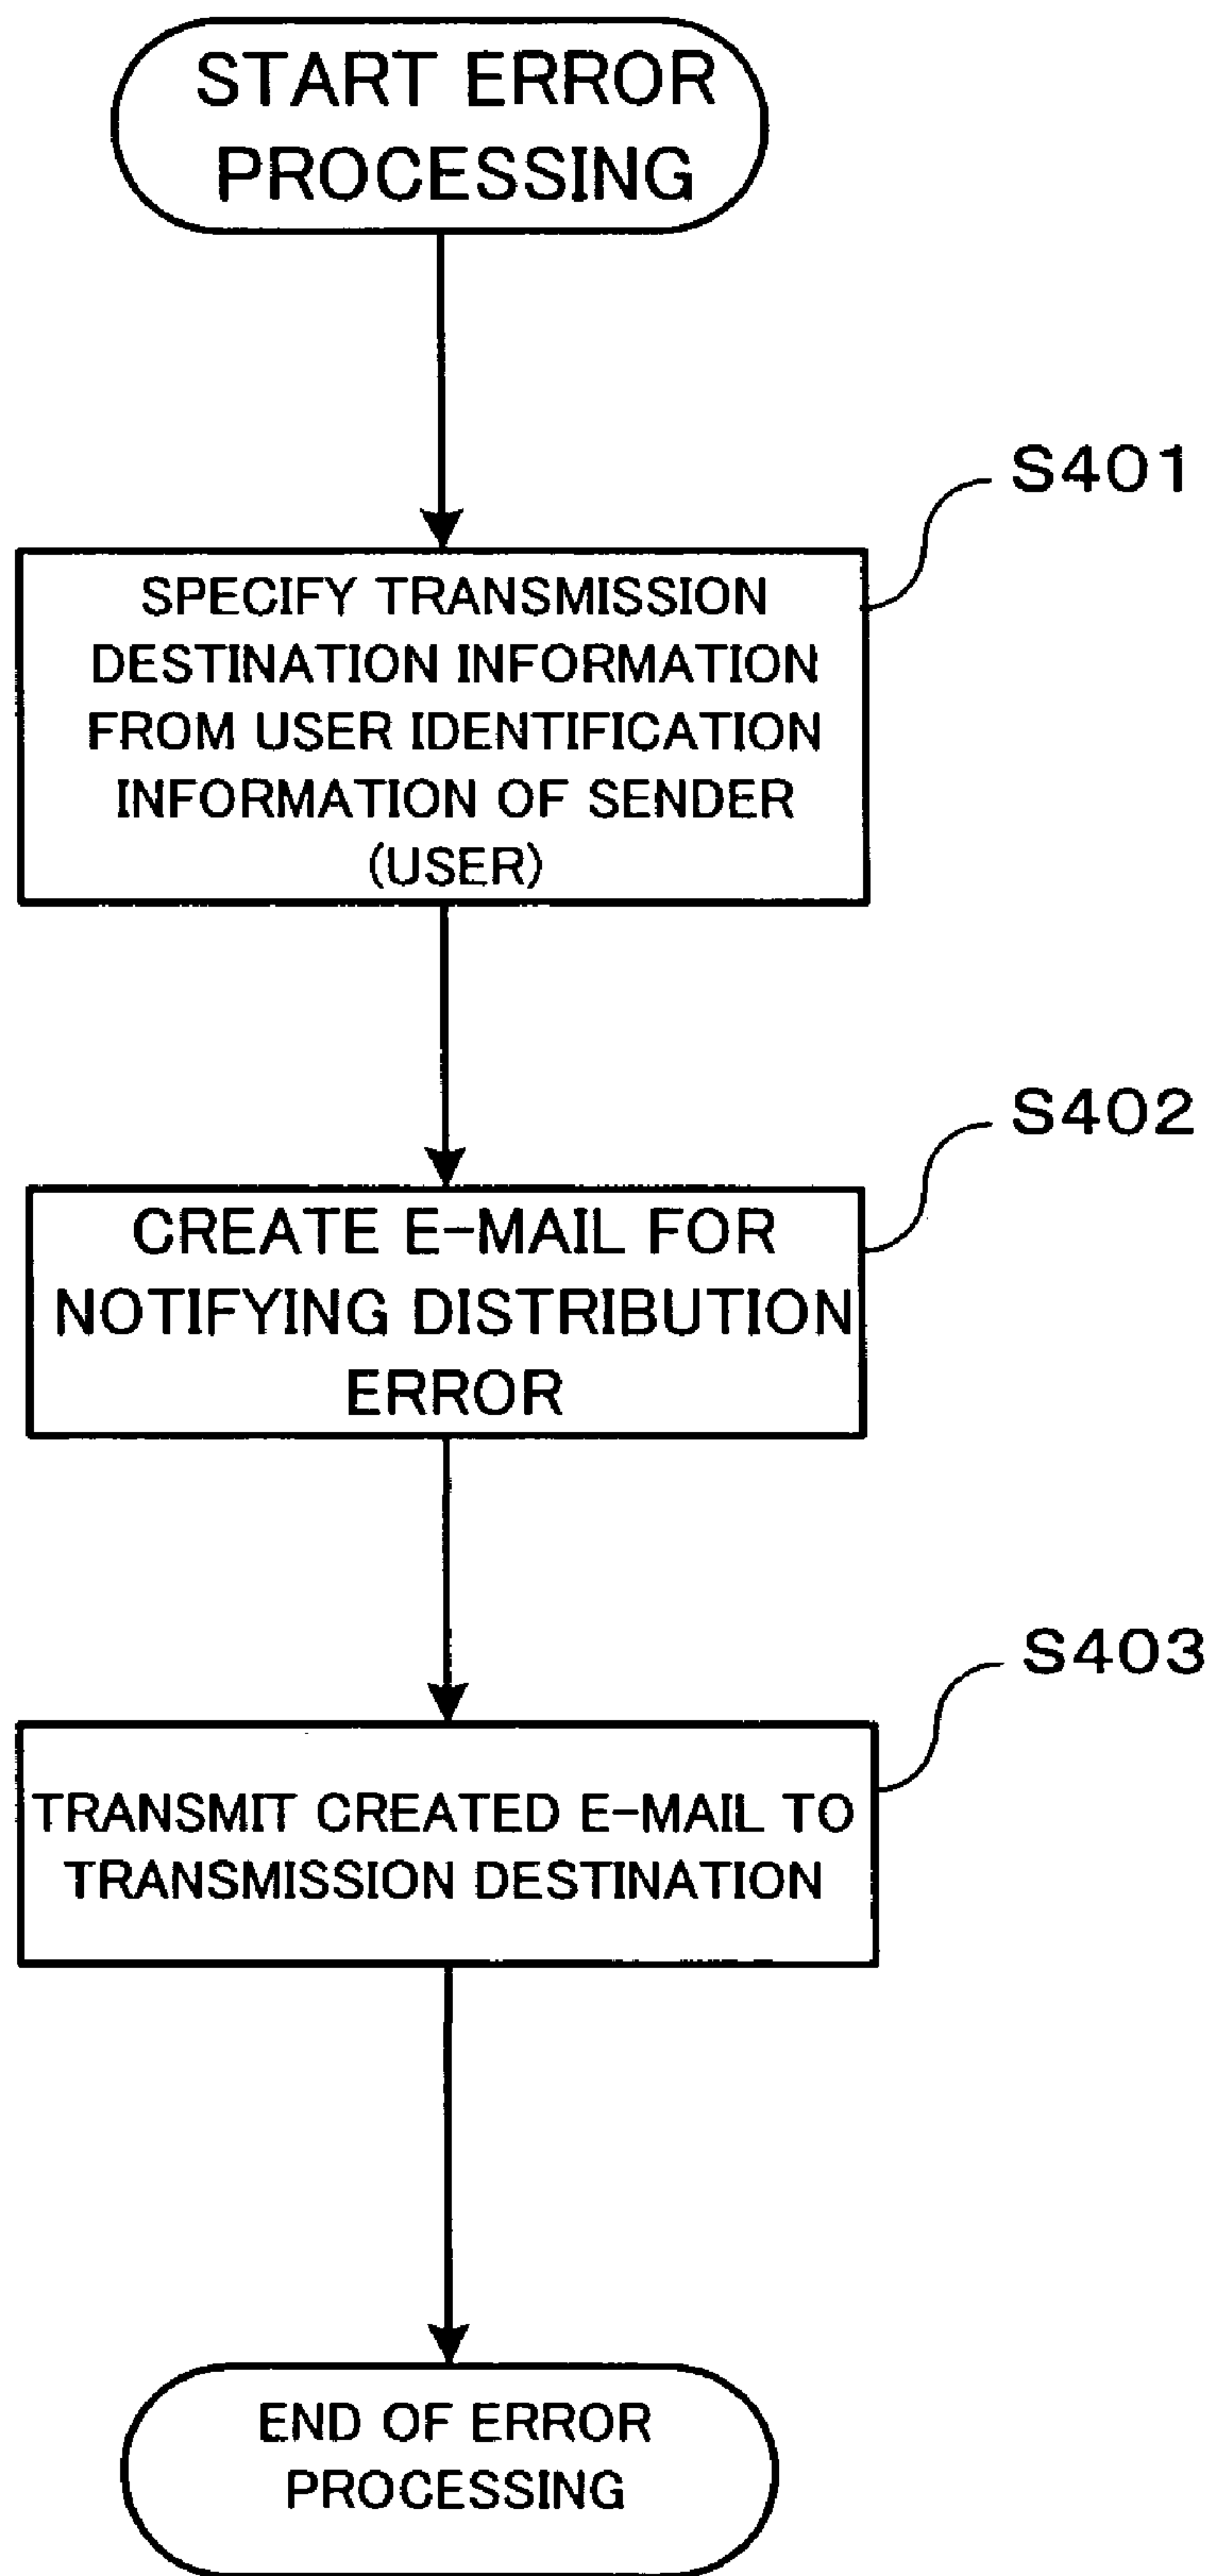 START ERROR
PROCESSING
S401
SPECIFY TRANSMISSION
DESTINATION INFORMATION
FROM USER IDENTIFICATION
INFORMATION OF SENDER
(USER)
S402
CREATE E-MAIL FOR
NOTIFYING DISTRIBUTION
ERROR
S403
TRANSMIT CREATED E-MAIL TO
TRANSMISSION DESTINATION
END OF ERROR
PROCESSING